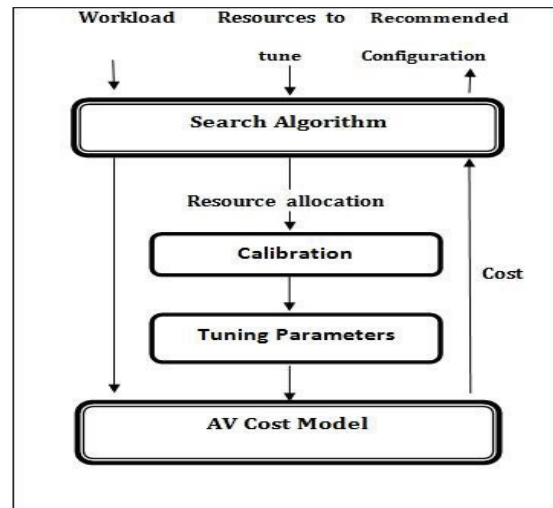 Workload Resources to Recommended
tune Configuration
Search Algorithm
Resource allocation
Calibration
Cost
Tuning Parameters
AV Cost Model